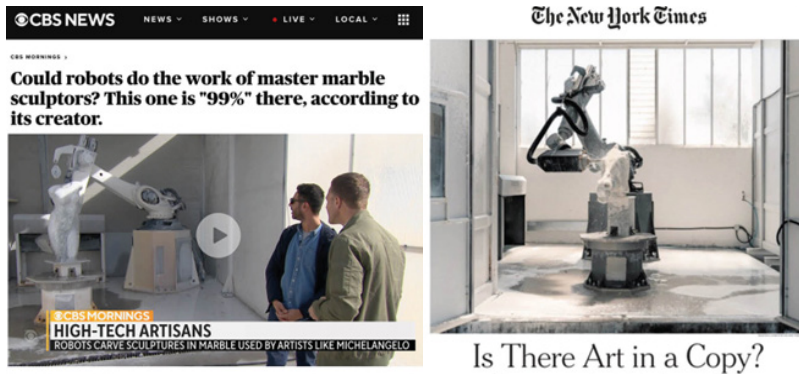 CBS NEWS NEWS SHOWS LIVE LOCAL
CBS MORNINGS >
Could robots do the work of master marble
sculptors? This one is "99%" there, according to
its creator.
CBS MORNINGS
HIGH-TECH ARTISANS
ROBOTS CARVE SCULPTURES IN MARBLE USED BY ARTISTS LIKE MICHELANGELO
The New York Times
Is There Art in a Copy?